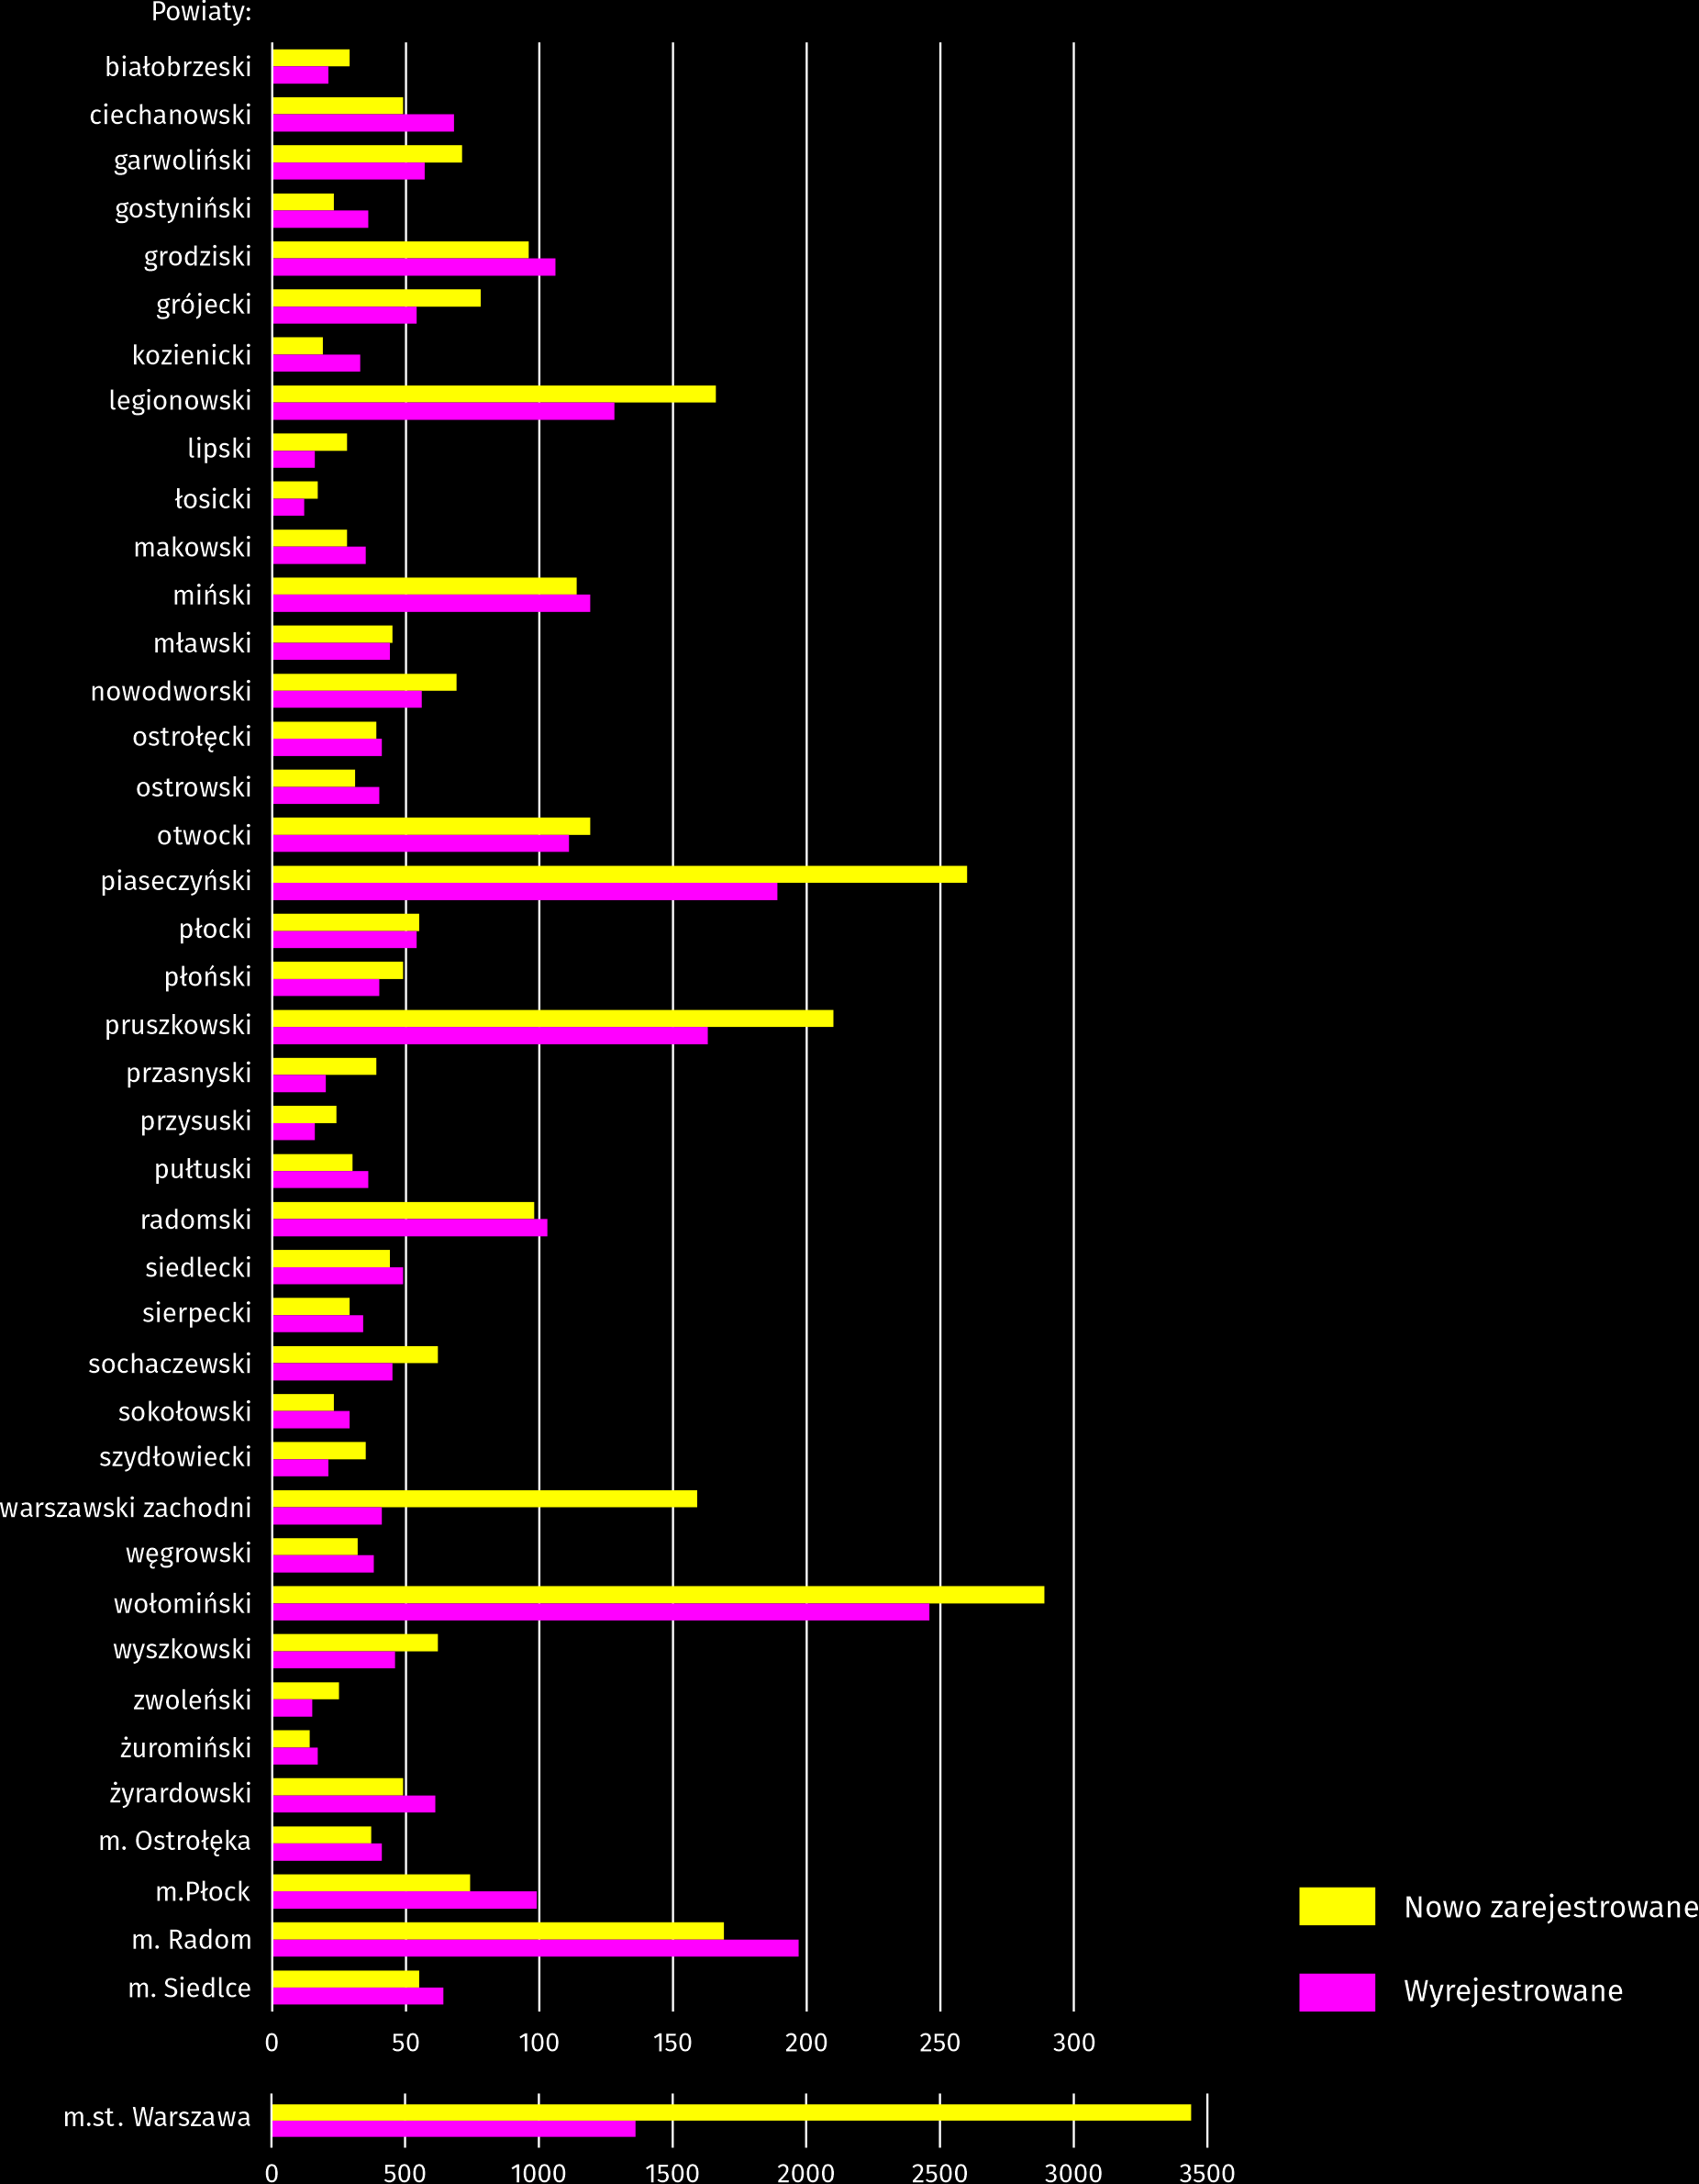 Powiaty:
białobrzeski
ciechanowski
garwoliński
gostyniński
grodziski
grójecki
kozienicki
legionowski
lipski
łosicki
makowski
miński
mławski
nowodworski
ostrołęcki
ostrowski
otwocki
piaseczyński
płocki
płoński
pruszkowski
przasnyski
przysuski
pułtuski
radomski
siedlecki
sierpecki
sochaczewski
sokołowski
szydłowiecki
warszawski zachodni
węgrowski
wołomiński
wyszkowski
zwoleński
żuromiński
żyrardowski
m. Ostrołęka
m.Płock
m. Radom
m. Siedlce
0 50 100 150 200 250 300
m.st. Warszawa
0 500 1000 1500 2000 2500 3000 3500
Nowo zarejestrowane
Wyrejestrowane